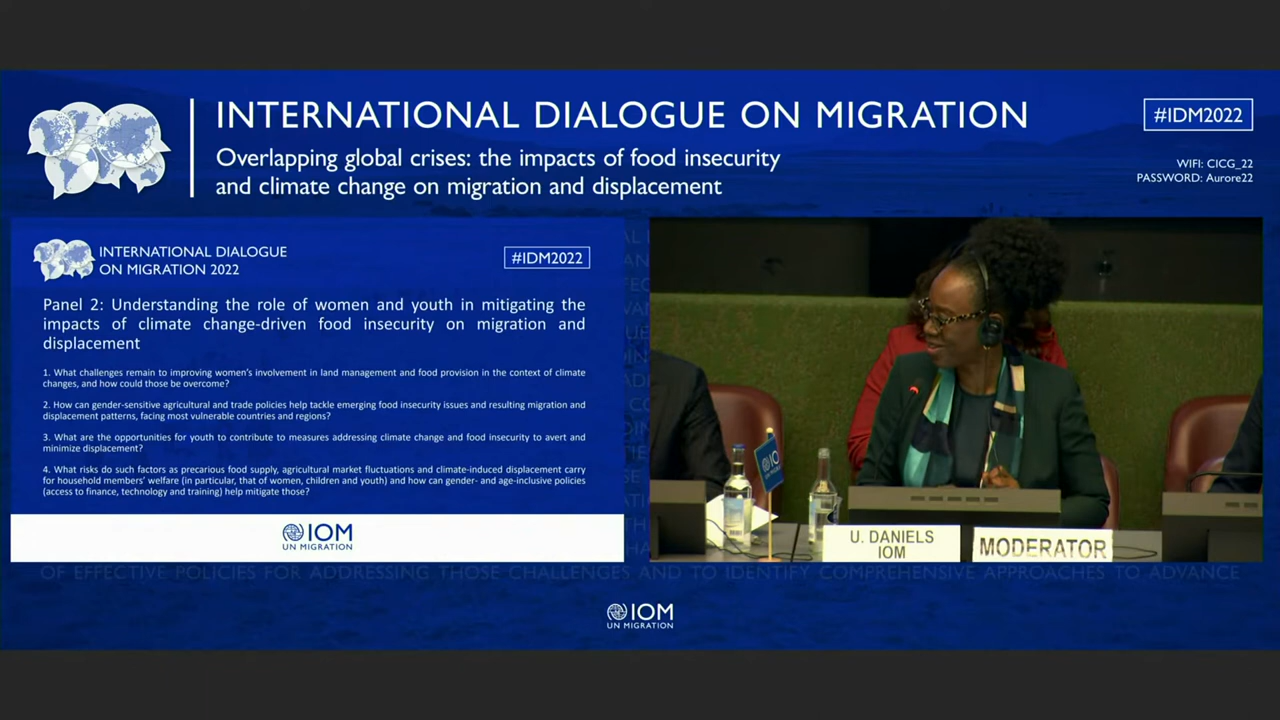 INTERNATIONAL DIALOGUE ON MIGRATION
Overlapping global crises: the impacts of food insecurity
and climate change on migration and displacement
#IDM2022
WIFI: CICG_22
PASSWORD: Aurore22
INTERNATIONAL DIALOGUE
ON MIGRATION 2022
#IDM2022
Panel 2: Understanding the role of women and youth in mitigating the
impacts of climate change-driven food insecurity on migration and
displacement
1. What challenges remain to improving women's involvement in land management and food provision in the context of climate
changes, and how could those be overcome?
2. How can gender-sensitive agricultural and trade policies help tackle emerging food insecurity issues and resulting migration and
displacement patterns, facing most vulnerable countries and regions?
3. What are the opportunities for youth to contribute to measures addressing climate change and food insecurity to avert and
minimize displacement?
4. What risks do such factors as precarious food supply, agricultural market fluctuations and climate-induced displacement carry
for household members' welfare (in particular, that of women, children and youth) and how can gender- and age-inclusive policies
(access to finance, technology and training) help mitigate those?
IOM
UN MIGRATION
U. DANIELS
IOM
MODERATOR
OF EFFECTIVE POLICIES FOR ADDRESSING THOSE CHALLENGES AND TO IDENTIFY COMPREHENSIVE APPROACHES TO ADVANCE
IOM
UN MIGRATION